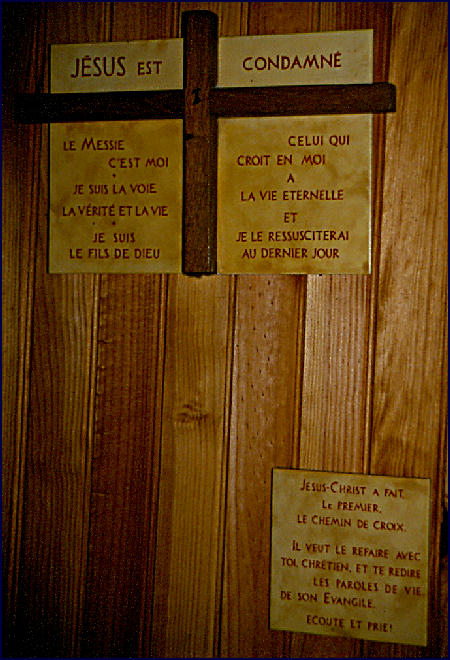 JÉSUS EST CONDAMNÉ
LE MESSIE
C'EST MOI
JE SUIS LA VOIE
LA VÉRITÉ ET LA VIE
JE SUIS
LE FILS DE DIEU
CELUI QUI
CROIT EN MOI
A
LA VIE ETERNELLE
ET
JE LE RESSUSCITERAI
AU DERNIER JOUR
JESUS-CHRIST A FAIT,
LE PREMIER,
LE CHEMIN DE CROIX.
IL VEUT LE REFAIRE AVEC
TOI, CHRÉTIEN, ET TE REDIRE
LES PAROLES DE VIE
DE SON EVANGILE.
ECOUTE ET PRIE!